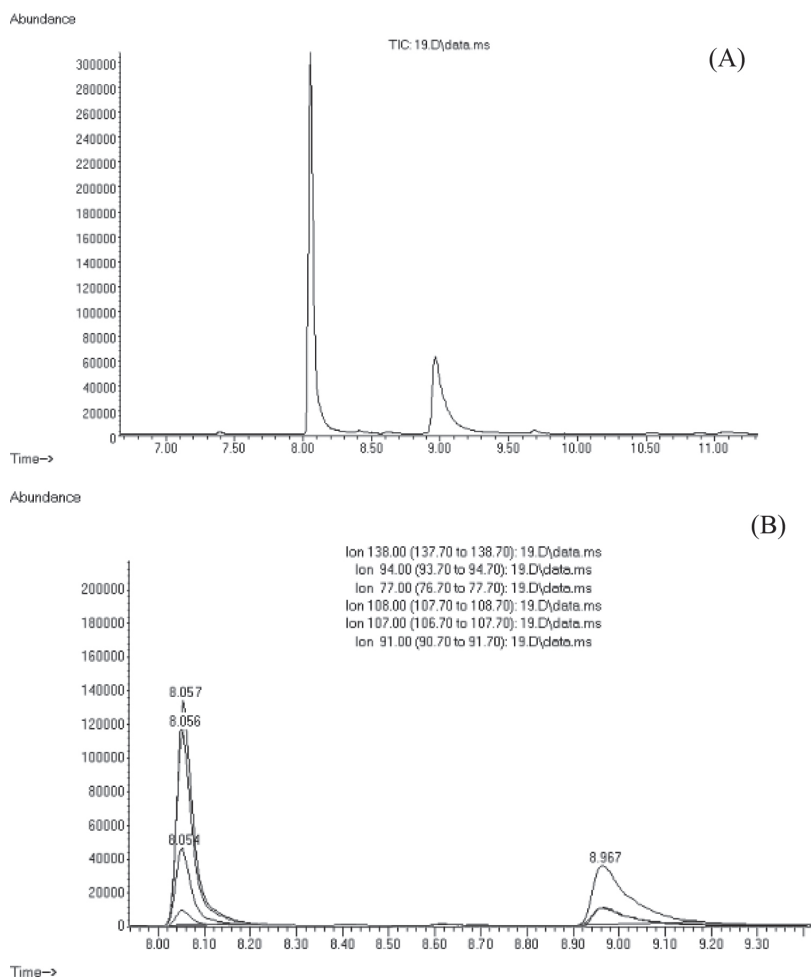 Abundance
TIC: 19.D\data.ms
(A)
300000
280000
260000
240000
220000
200000
180000
160000
140000
120000
100000
80000
60000
40000
20000
0
7.00 7.50 8.00 8.50 9.00 9.50 10.00 10.50 11.00
Time-->
Abundance
(B)
Ion 138.00 (137.70 to 138.70): 19.D\data.ms
Ion 94.00 (93.70 to 94.70): 19.D\data.ms
Ion 77.00 (76.70 to 77.70): 19.D\data.ms
Ion 108.00 (107.70 to 108.70): 19.D\data.ms
Ion 107.00 (106.70 to 107.70): 19.D\data.ms
Ion 91.00 (90.70 to 91.70): 19.D\data.ms
200000
180000
160000
140000
8.057
120000
8.056
100000
80000
60000
40000
8.054
8.967
20000
0
8.00 8.10 8.20 8.30 8.40 8.50 8.60 8.70 8.80 8.90 9.00 9.10 9.20 9.30
Time-->